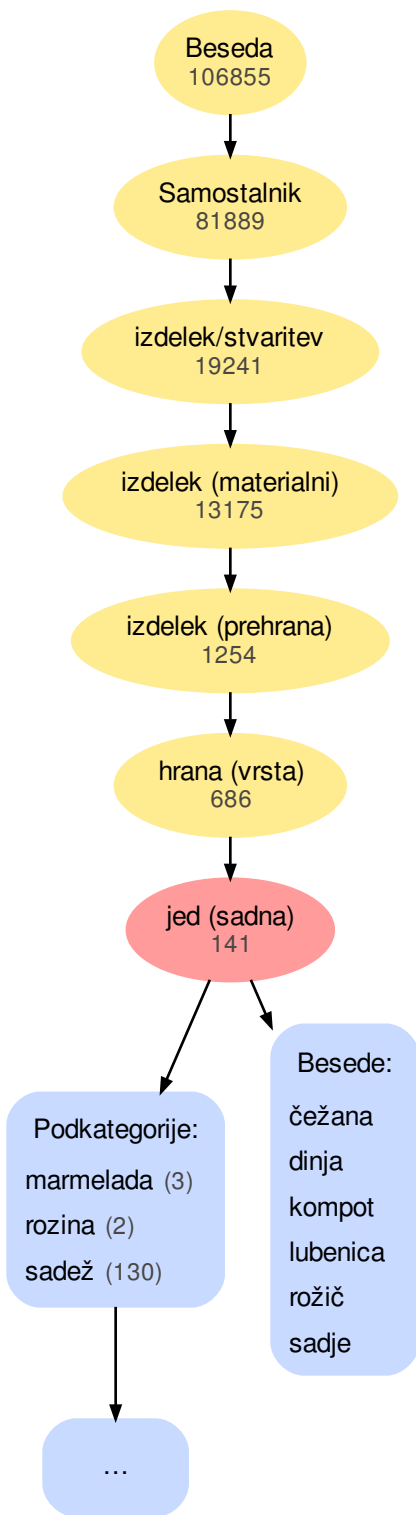 Beseda
106855
Samostalnik
81889
izdelek/stvaritev
19241
izdelek (materialni)
13175
izdelek (prehrana)
1254
hrana (vrsta)
686
jed (sadna)
141
Podkategorije:
marmelada (3)
rozina (2)
sadež (130)
...
Besede:
čežana
dinja
kompot
lubenica
rožič
sadje